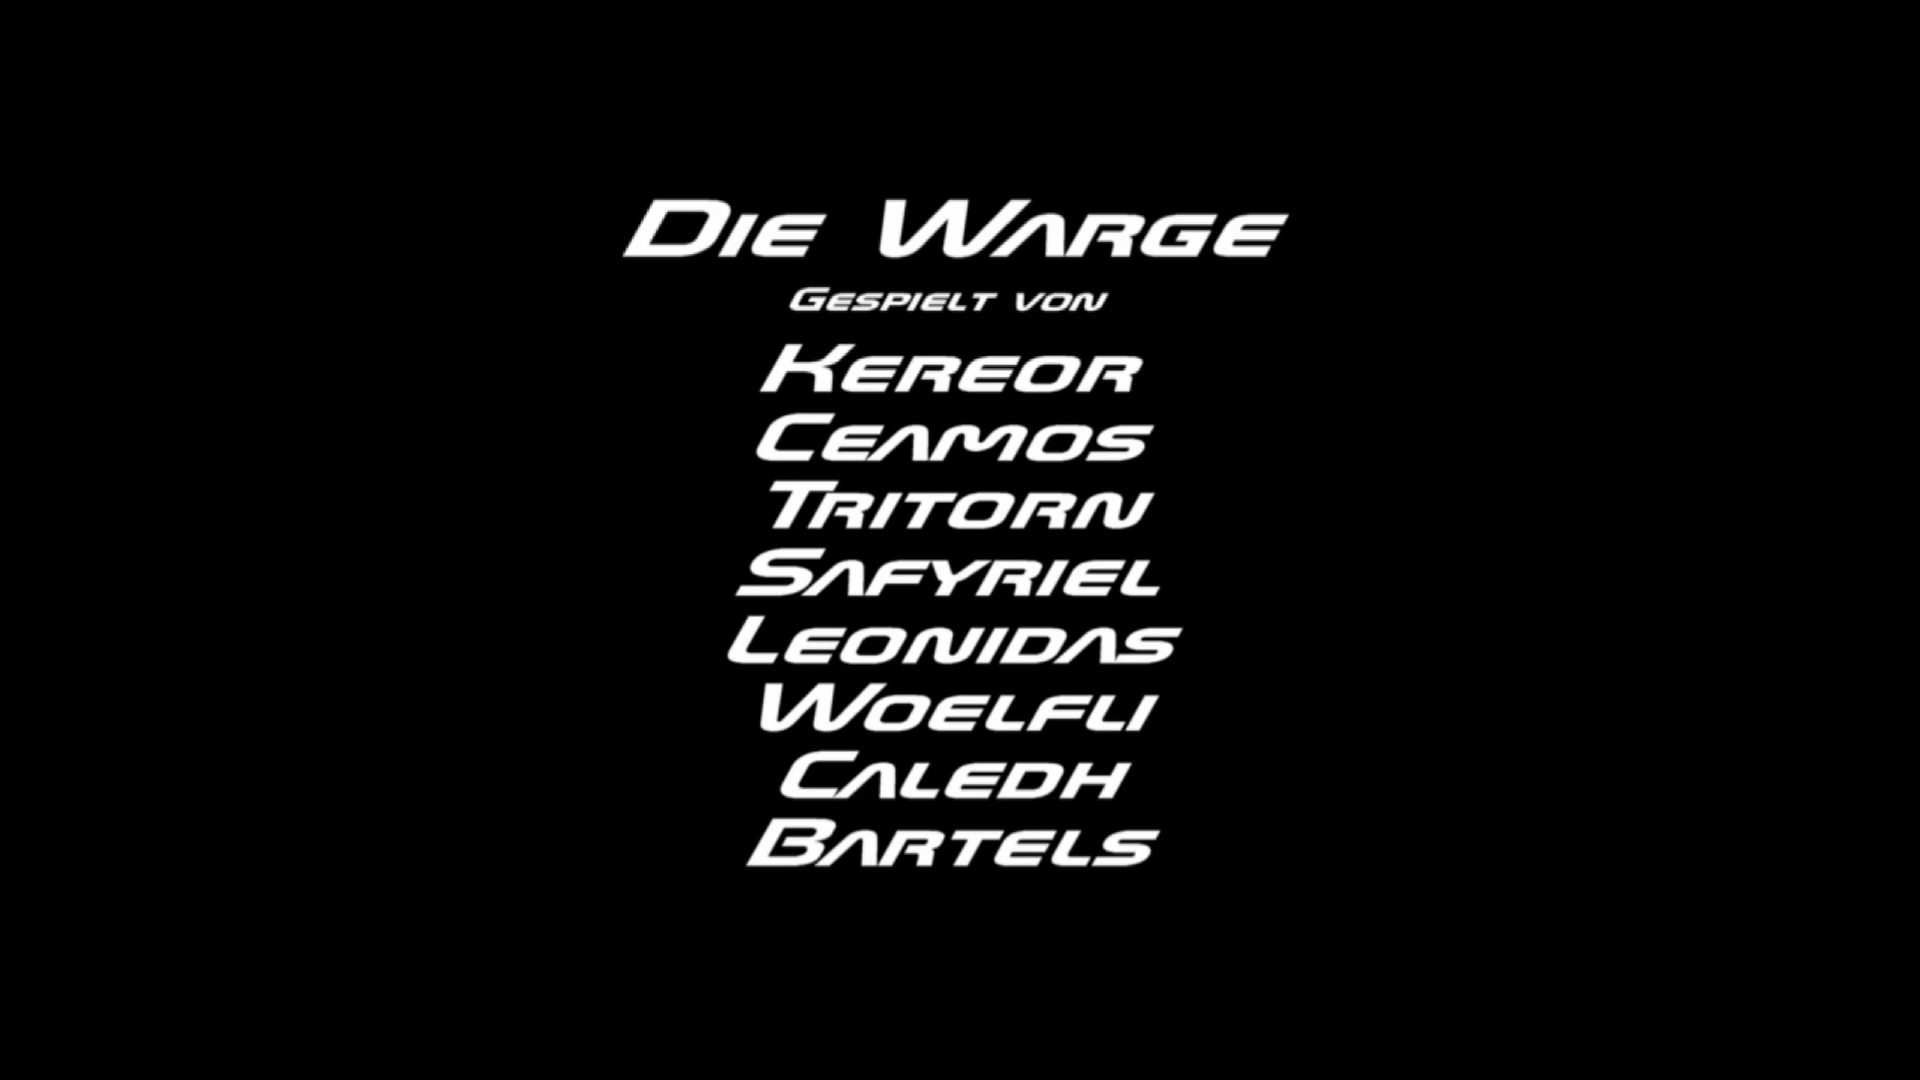 Die Warge
Gespielt von
Kereor
Ceamos
Tritorn
Safyriel
Leonidas
Woelfli
Caledh
Bartels